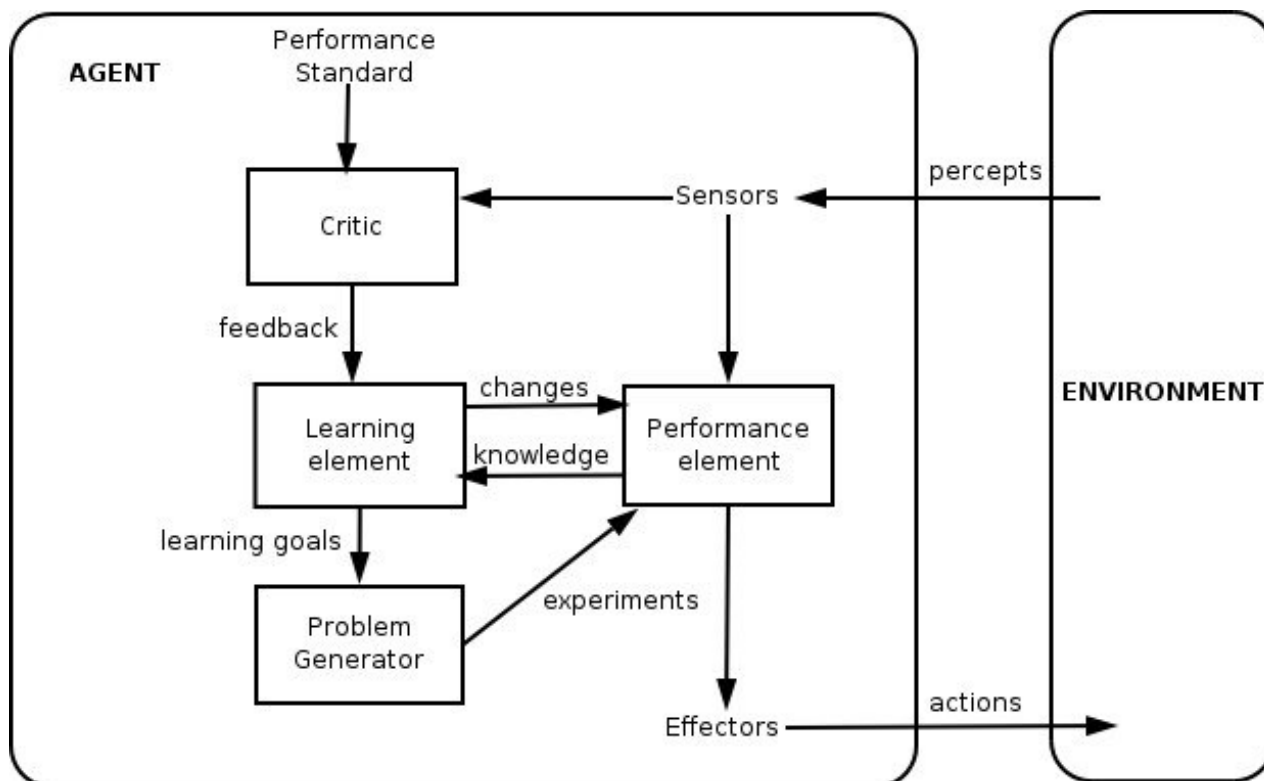 Performance
Standard
AGENT
percepts
Sensors
Critic
feedback
changes
ENVIRONMENT
Learning
element
Performance
element
knowledge
learning goals
experiments
Problem
Generator
actions
Effectors